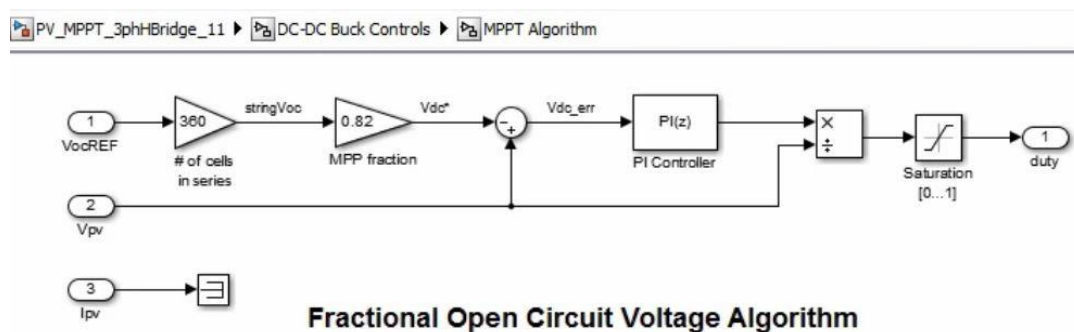 PV_MPPT_3phHBridge_11 DC-DC Buck Controls MPPT Algorithm
1
VocREF
360
# of cells
in series
stringVoc
0.82
MPP fraction
Vdc*
-
+
Vdc_err
PI(z)
PI Controller
×
÷
Saturation
[0...1]
1
duty
2
Vpv
3
Ipv
Fractional Open Circuit Voltage Algorithm